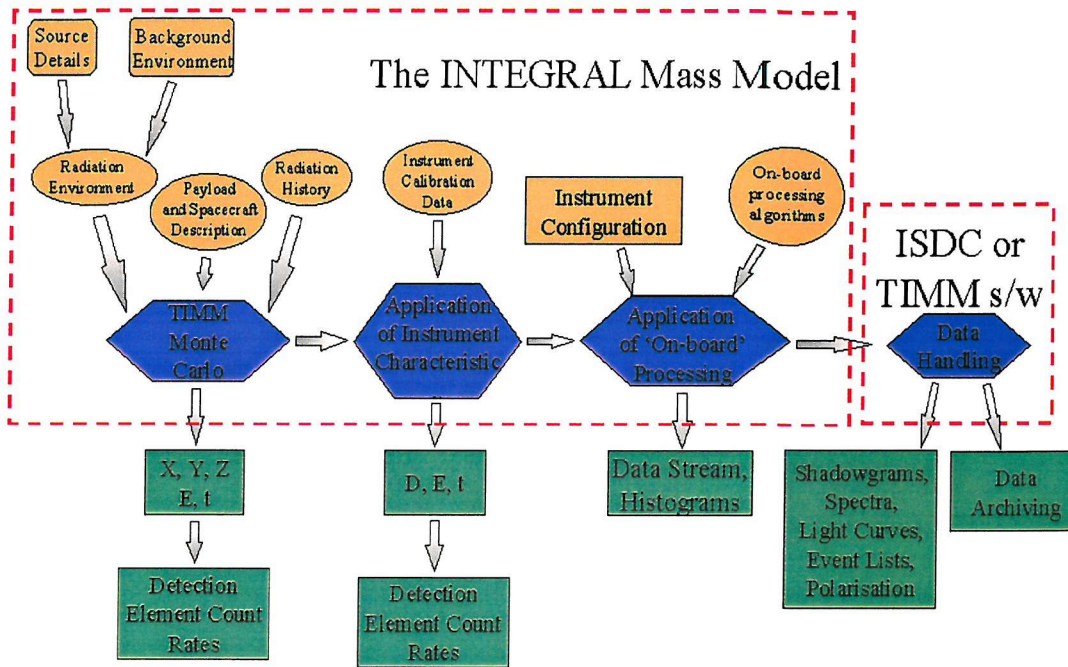 Source
Details
Background
Environment
The INTEGRAL Mass Model
Radiation
Environment
Payload
and Spacecraft
Description
Radiation
History
Instrument
Calibration
Data
Instrument
Configuration
On-board
processing
algorithms
ISDC or
TIMM s/w
TIMM
Monte
Carlo
Application
of Instrument
Characteristic
Application
of 'On-board'
Processing
Data
Handling
X, Y, Z
E, t
D, E, t
Data Stream,
Histograms
Shadowgrams,
Spectra,
Light Curves,
Event Lists,
Polarisation
Data
Archiving
Detection
Element Count
Rates
Detection
Element Count
Rates